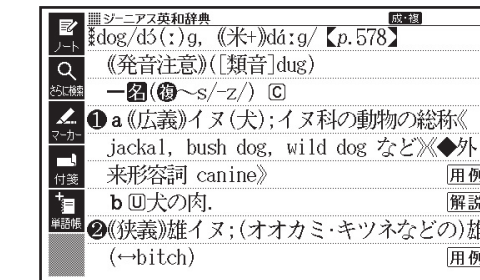 ジーニアス英和辞典 成・複
ノート
さらに検索
マーカー
付箋
単語帳
dog/dɔ́(ː)g, ((米+))dάːg/ 【p.578】
((発音注意))([類音]dug)
━名(複~s/-z/) C
❶ a ((広義))イヌ(犬);イヌ科の動物の総称《
jackal, bush dog, wild dog など》《◆外
来形容詞 canine》 用例
b U犬の肉. 解説
❷((狭義))雄イヌ;(オオカミ・キツネなどの)雄
(↔bitch) 用例